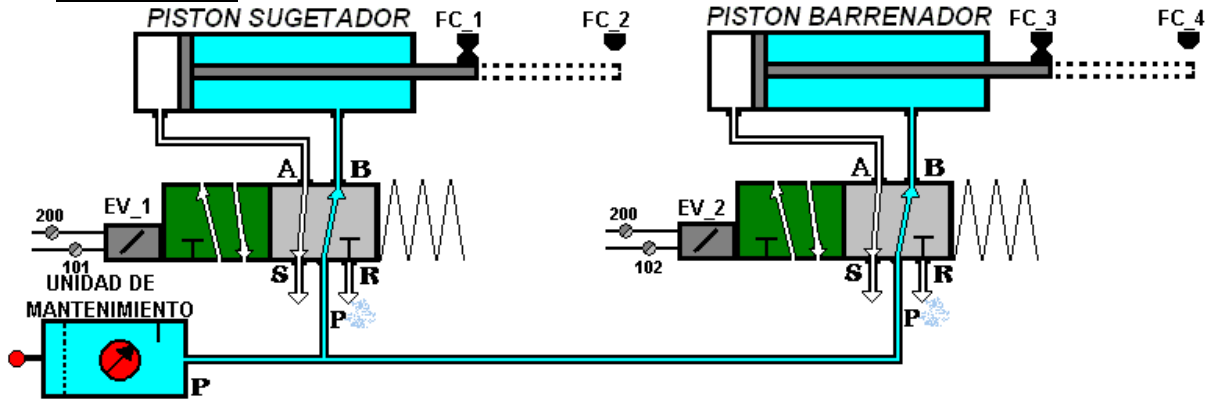 PISTON SUGETADOR FC_1 FC_2
PISTON BARRENADOR FC_3 FC_4
A B
A B
200 EV_1
200 EV_2
101
102
S R
S R
UNIDAD DE
MANTENIMIENTO
P
P
P